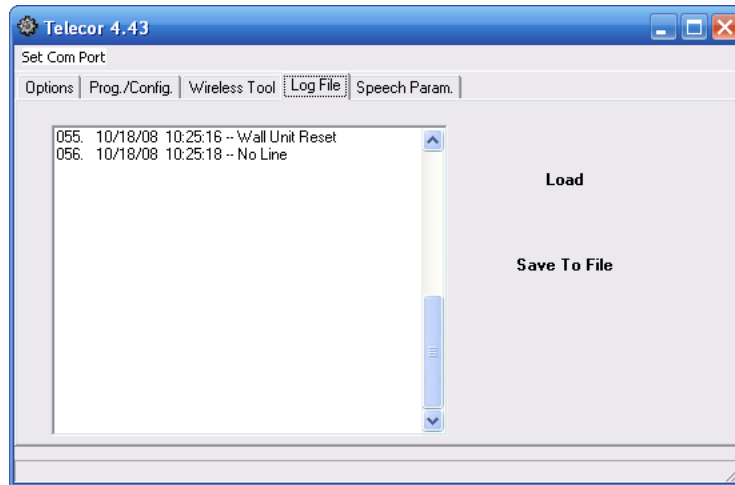 Telecor 4.43
Set Com Port
Options Prog./Config. Wireless Tool Log File Speech Param.
055. 10/18/08 10:25:16 -- Wall Unit Reset
056. 10/18/08 10:25:18 -- No Line
Load
Save To File